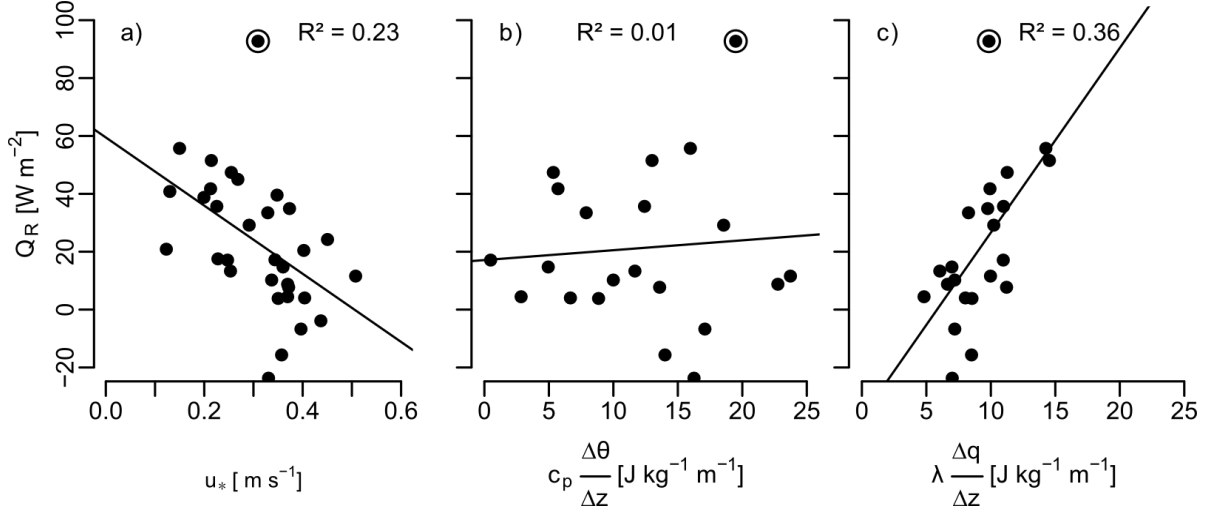 a)
R² = 0.23
b)
R² = 0.01
c)
R² = 0.36
Q_R [W m⁻²]
100
80
60
40
20
0
−20
0.0 0.2 0.4 0.6
0 5 10 15 20 25
0 5 10 15 20 25
u_* [ m s⁻¹]
c_p Δθ/Δz [J kg⁻¹ m⁻¹]
λ Δq/Δz [J kg⁻¹ m⁻¹]